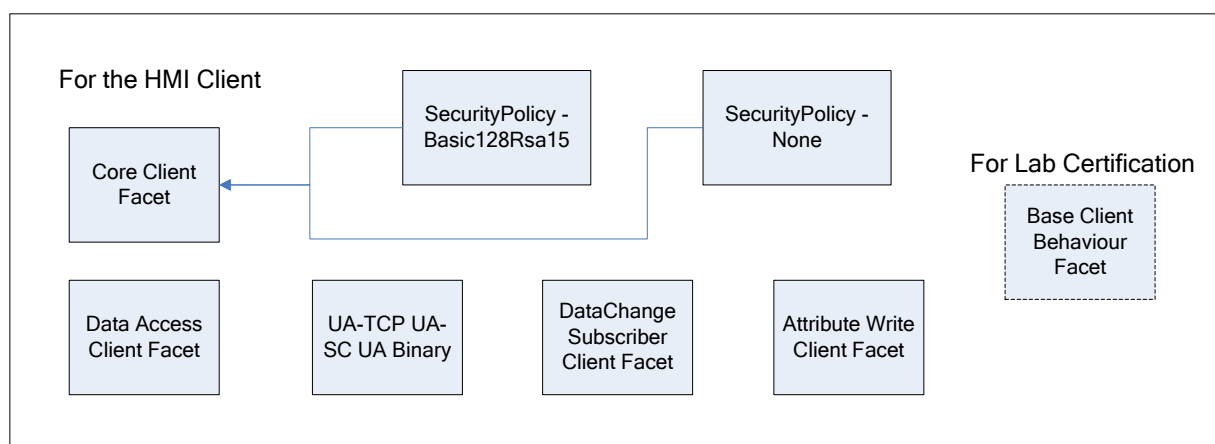 For the HMI Client
SecurityPolicy -
Basic128Rsa15
SecurityPolicy -
None
Core Client
Facet
For Lab Certification
Base Client
Behaviour
Facet
Data Access
Client Facet
UA-TCP UA-
SC UA Binary
DataChange
Subscriber
Client Facet
Attribute Write
Client Facet